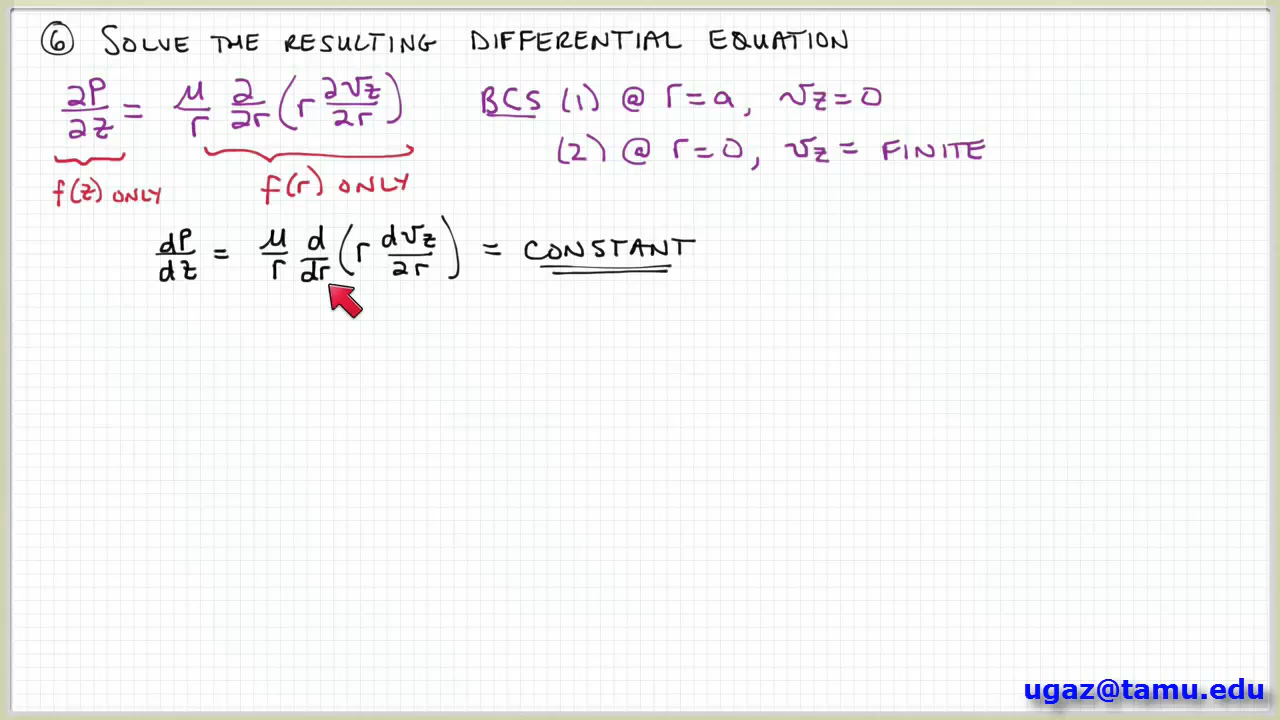 ⑥ SOLVE THE RESULTING DIFFERENTIAL EQUATION
∂P/∂z = μ/r ∂/∂r (r ∂vz/∂r) BCS (1) @ r=a, vz=0
(2) @ r=0, vz = FINITE
f(z) ONLY f(r) ONLY
dP/dz = μ/r d/dr (r dvz/∂r) = CONSTANT
ugaz@tamu.edu